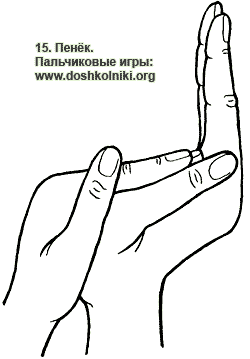 15. Пенёк.
Пальчиковые игры:
www.doshkolniki.org